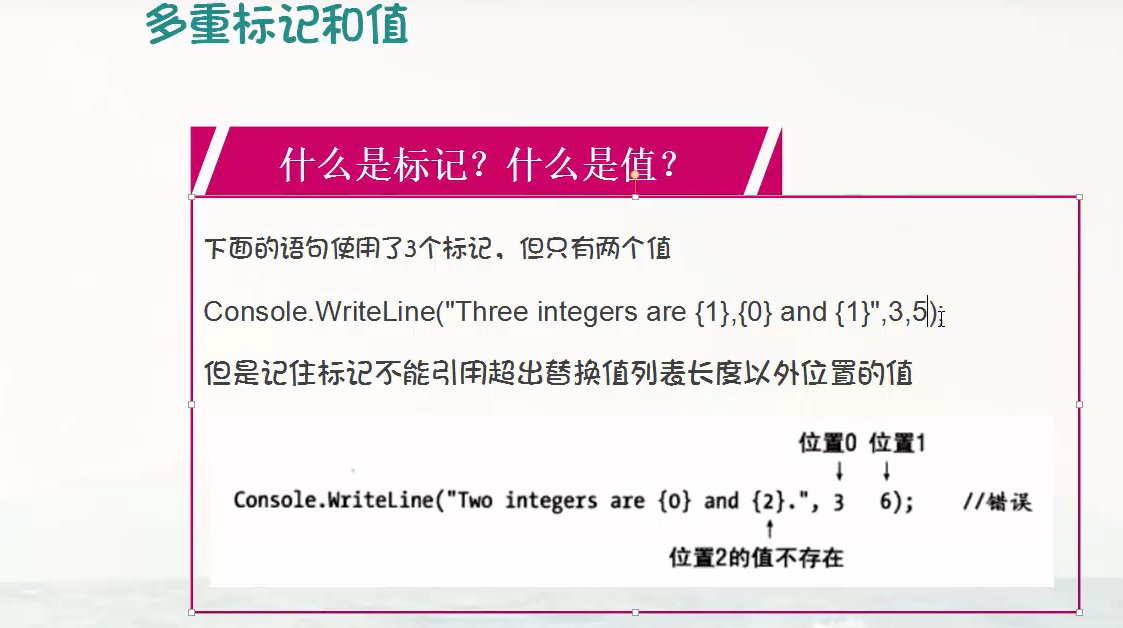 多重标记和值
什么是标记？什么是值？
下面的语句使用了3个标记，但只有两个值
Console.WriteLine("Three integers are {1},{0} and {1}",3,5);
但是记住标记不能引用超出替换值列表长度以外位置的值
位置0 位置1
Console.WriteLine("Two integers are {0} and {2}.", 3 6); //错误
位置2的值不存在